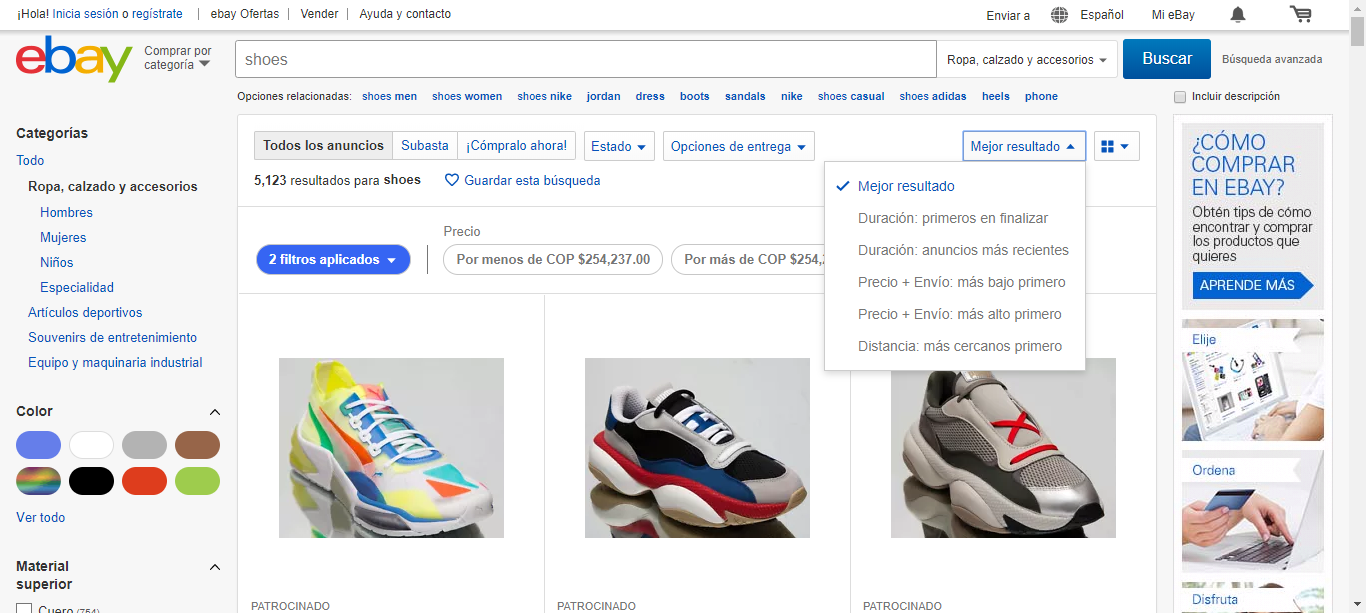 ¡Hola! Inicia sesión o regístrate
ebay Ofertas
Vender
Ayuda y contacto
Enviar a
Español
Mi eBay
ebay
Comprar por
categoría
shoes
Ropa, calzado y accesorios
Buscar
Búsqueda avanzada
Opciones relacionadas: shoes men shoes women shoes nike jordan dress boots sandals nike shoes casual shoes adidas heels phone
Incluir descripción
Categorías
Todo
Ropa, calzado y accesorios
Hombres
Mujeres
Niños
Especialidad
Artículos deportivos
Souvenirs de entretenimiento
Equipo y maquinaria industrial
Color
Ver todo
Material
superior
Cuero (754)
Todos los anuncios
Subasta
¡Cómpralo ahora!
Estado
Opciones de entrega
Mejor resultado
5,123 resultados para shoes
Guardar esta búsqueda
Mejor resultado
Duración: primeros en finalizar
Duración: anuncios más recientes
Precio + Envío: más bajo primero
Precio + Envío: más alto primero
Distancia: más cercanos primero
Precio
2 filtros aplicados
Por menos de COP $254,237.00
Por más de COP $254,
PATROCINADO
PATROCINADO
PATROCINADO
¿CÓMO
COMPRAR
EN EBAY?
Obtén tips de cómo
encontrar y comprar
los productos que
quieres
APRENDE MÁS
Elije
Ordena
Disfruta